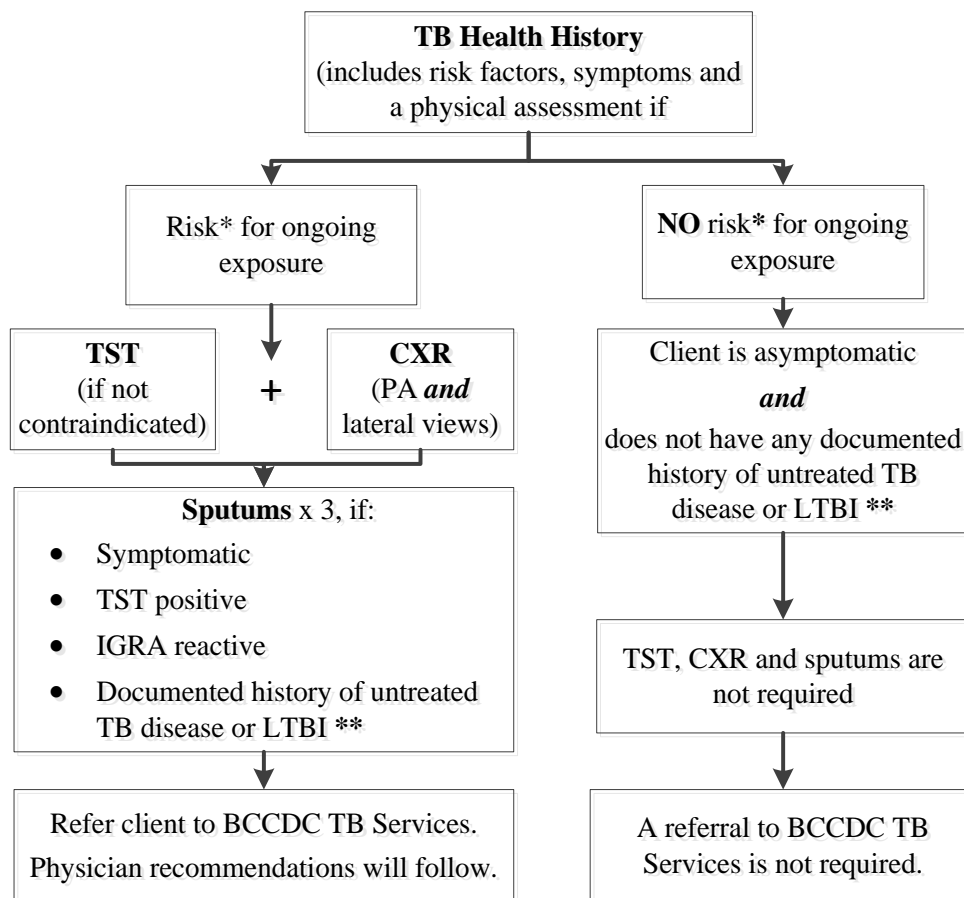 TB Health History
(includes risk factors, symptoms and
a physical assessment if
Risk* for ongoing
exposure
NO risk* for ongoing
exposure
TST
(if not
contraindicated)
+
CXR
(PA and
lateral views)
Client is asymptomatic
and
does not have any documented
history of untreated TB
disease or LTBI **
Sputums x 3, if:
• Symptomatic
• TST positive
• IGRA reactive
• Documented history of untreated
TB disease or LTBI **
TST, CXR and sputums are
not required
Refer client to BCCDC TB Services.
Physician recommendations will follow.
A referral to BCCDC TB
Services is not required.